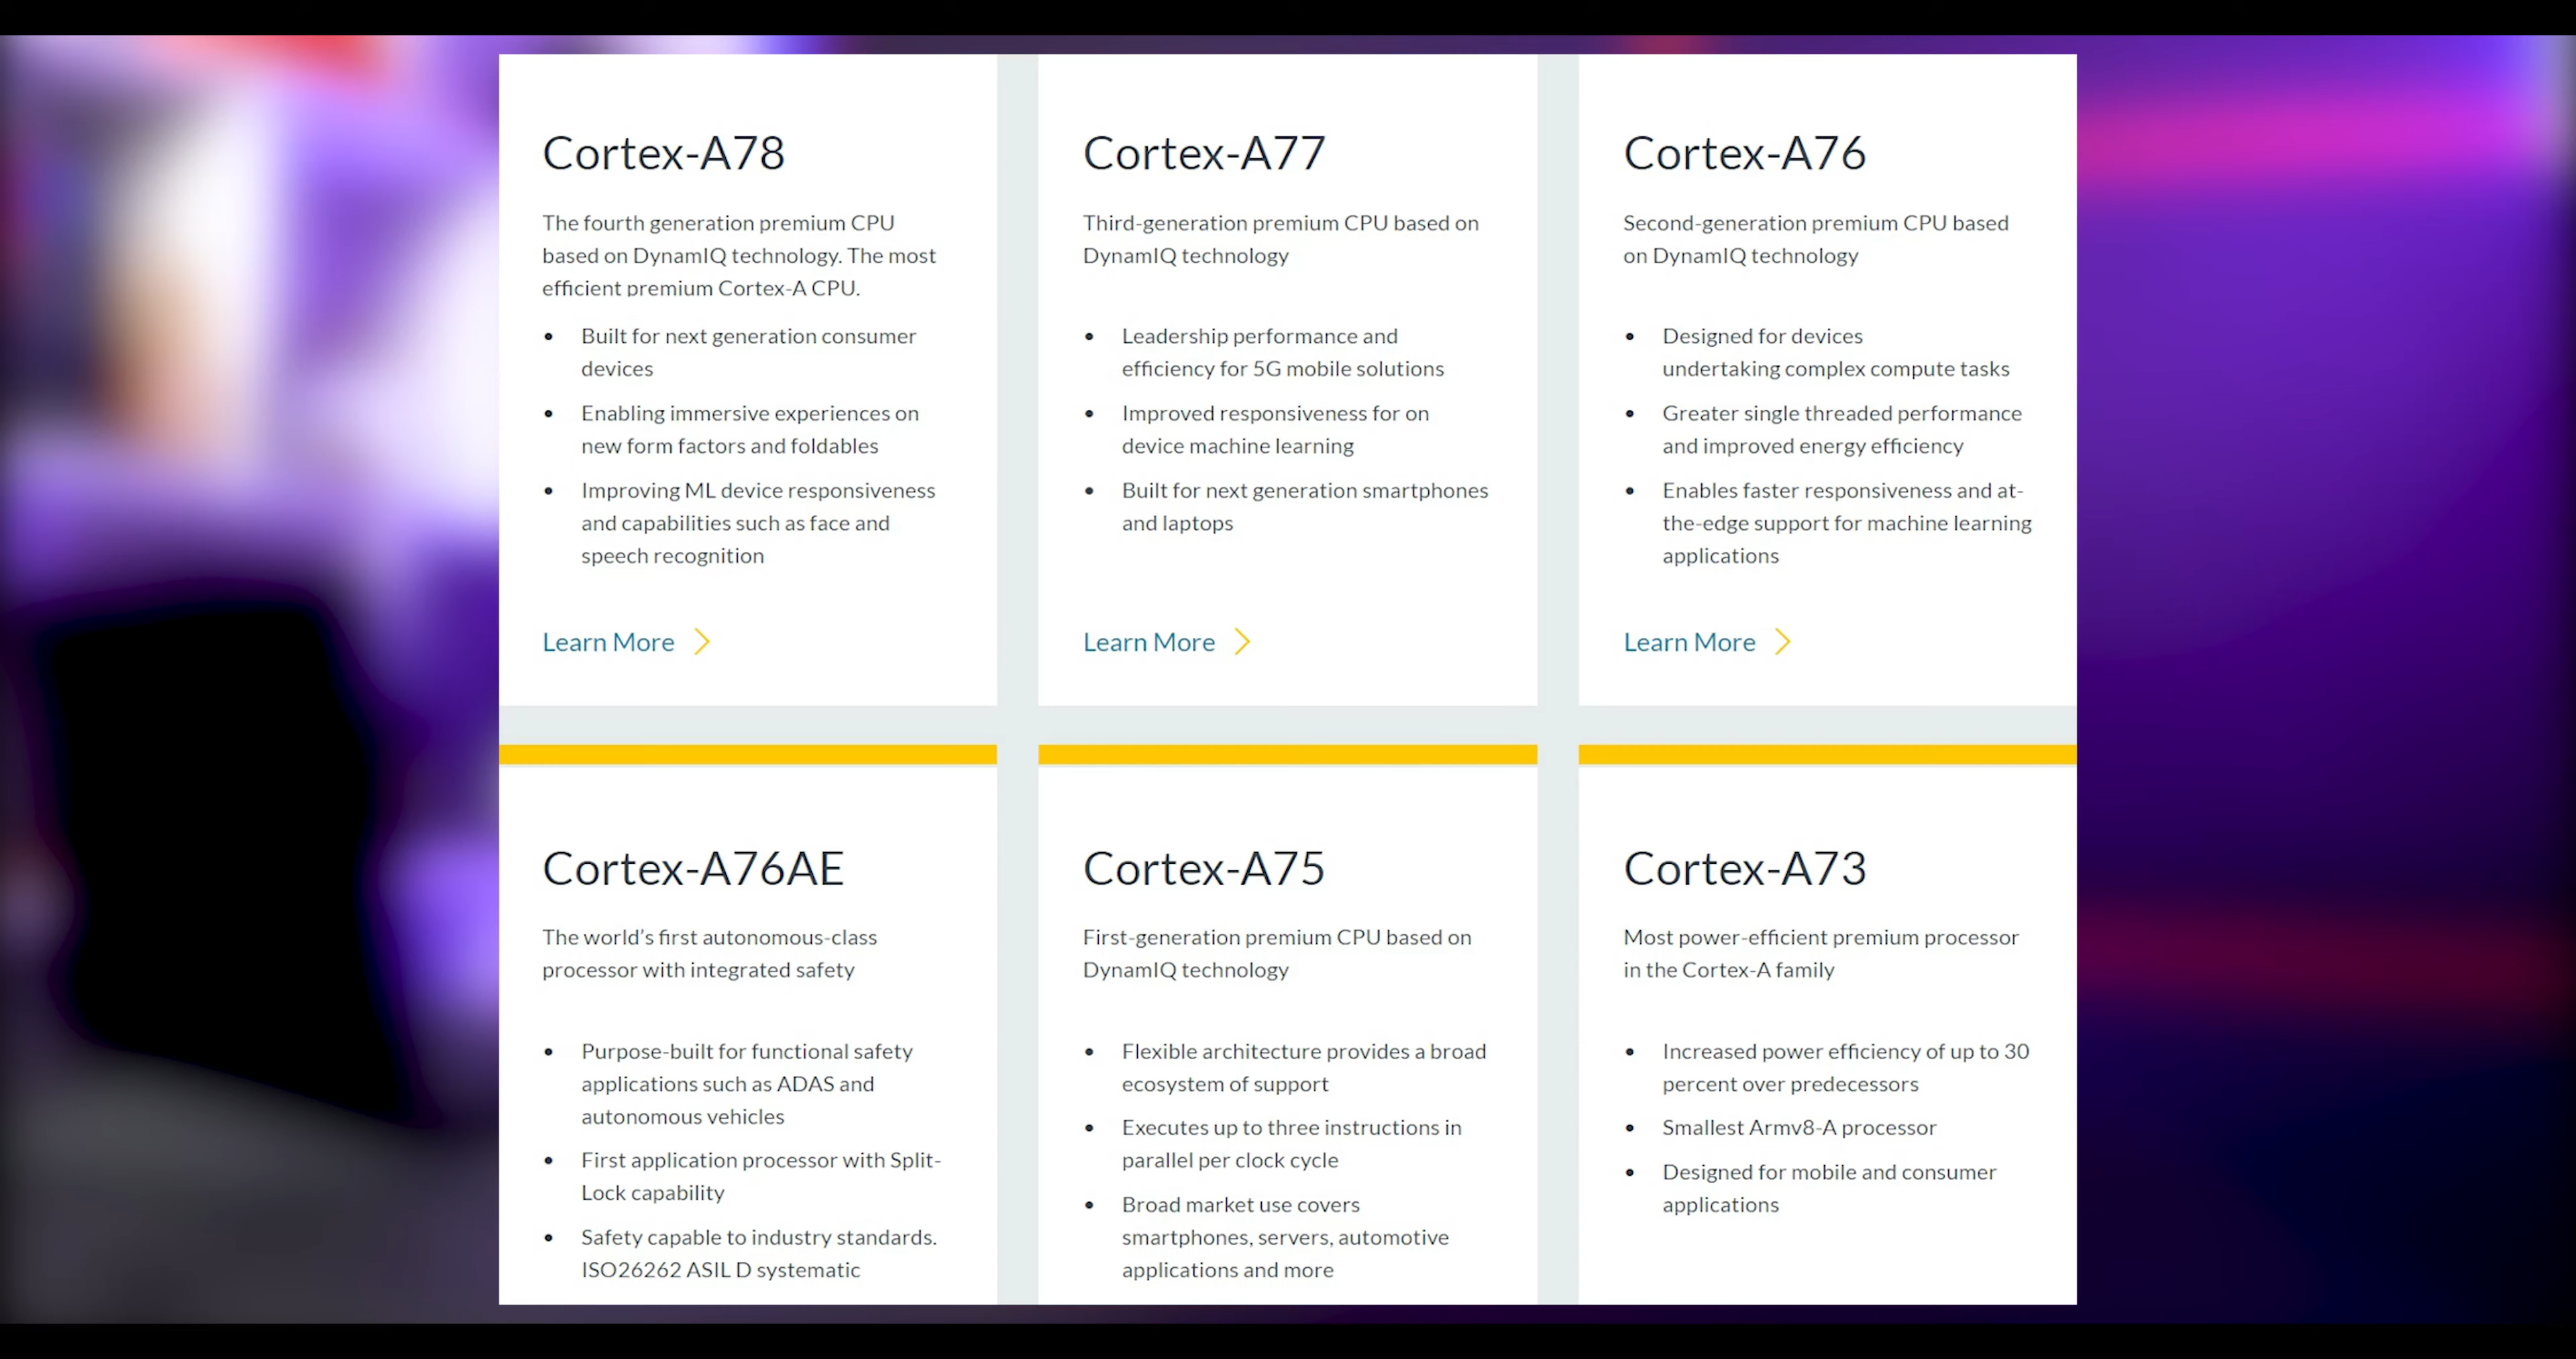 Cortex-A78
The fourth generation premium CPU
based on DynamIQ technology. The most
efficient premium Cortex-A CPU.
Built for next generation consumer
devices
Enabling immersive experiences on
new form factors and foldables
Improving ML device responsiveness
and capabilities such as face and
speech recognition
Learn More
Cortex-A77
Third-generation premium CPU based on
DynamIQ technology
Leadership performance and
efficiency for 5G mobile solutions
Improved responsiveness for on
device machine learning
Built for next generation smartphones
and laptops
Learn More
Cortex-A76
Second-generation premium CPU based
on DynamIQ technology
Designed for devices
undertaking complex compute tasks
Greater single threaded performance
and improved energy efficiency
Enables faster responsiveness and at-
the-edge support for machine learning
applications
Learn More
Cortex-A76AE
The world’s first autonomous-class
processor with integrated safety
Purpose-built for functional safety
applications such as ADAS and
autonomous vehicles
First application processor with Split-
Lock capability
Safety capable to industry standards.
ISO26262 ASIL D systematic
Cortex-A75
First-generation premium CPU based on
DynamIQ technology
Flexible architecture provides a broad
ecosystem of support
Executes up to three instructions in
parallel per clock cycle
Broad market use covers
smartphones, servers, automotive
applications and more
Cortex-A73
Most power-efficient premium processor
in the Cortex-A family
Increased power efficiency of up to 30
percent over predecessors
Smallest Armv8-A processor
Designed for mobile and consumer
applications